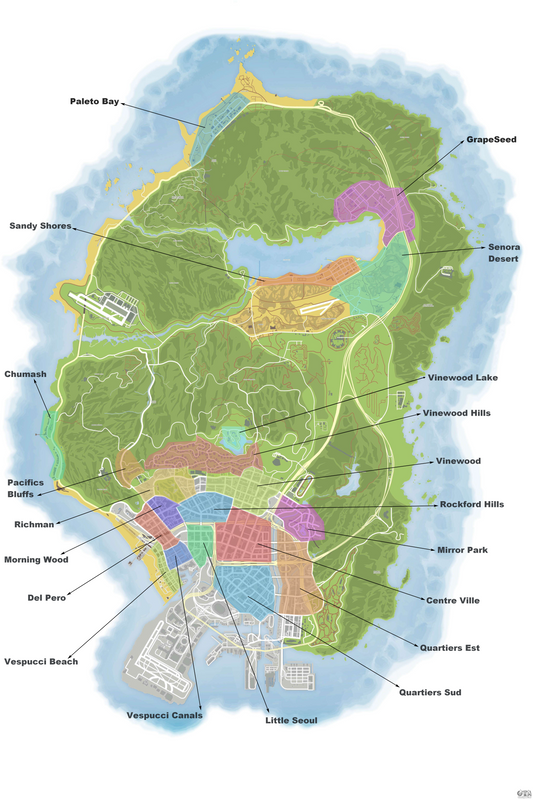 Paleto Bay
GrapeSeed
Sandy Shores
Senora
Desert
Chumash
Vinewood Lake
Vinewood Hills
Vinewood
Pacifics
Bluffs
Rockford Hills
Richman
Mirror Park
Morning Wood
Del Pero
Centre Ville
Quartiers Est
Vespucci Beach
Quartiers Sud
Vespucci Canals
Little Seoul